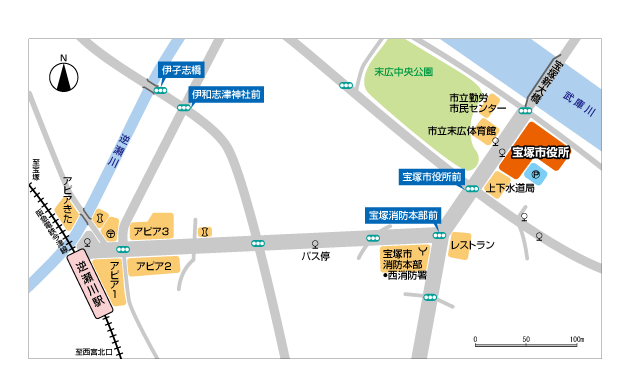 N
伊子志橋
伊和志津神社前
逆瀬川
末広中央公園
市立勤労
市民センター
市立末広体育館
宝塚新大橋
武庫川
宝塚市役所
P
宝塚市役所前
上下水道局
宝塚消防本部前
レストラン
宝塚市
消防本部
●西消防署
バス停
至宝塚
アピアきた
阪急電鉄今津線
アピア3
アピア2
アピア1
逆瀬川駅
至西宮北口
0 50 100m